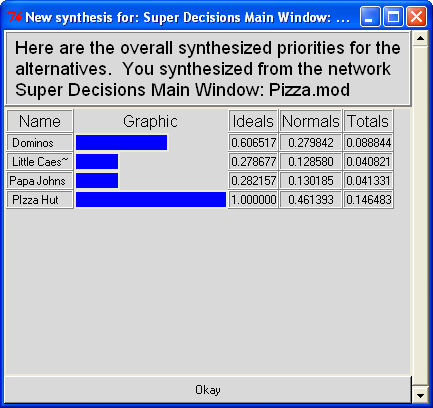 New synthesis for: Super Decisions Main Window: ...
Here are the overall synthesized priorities for the
alternatives. You synthesized from the network
Super Decisions Main Window: Pizza.mod
Name Graphic Ideals Normals Totals
Dominos 0.606517 0.279842 0.088844
Little Caes~ 0.278677 0.128580 0.040821
Papa Johns 0.282157 0.130185 0.041331
PIzza Hut 1.000000 0.461393 0.146483
Okay